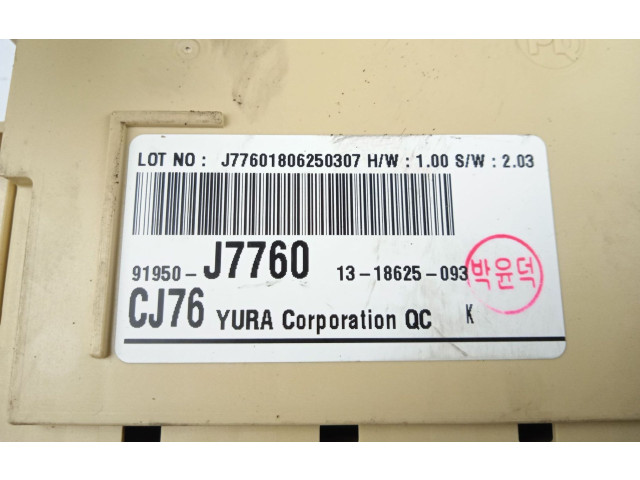 LOT NO : J77601806250307 H/W : 1.00 S/W : 2.03
91950-J7760 13-18625-093
박윤덕
CJ76 YURA Corporation QC K